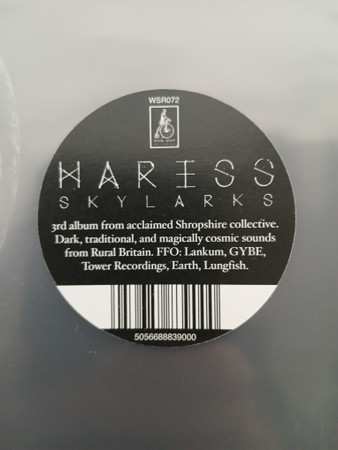 WSR072
HARISS
SKYLARKS
3rd album from acclaimed Shropshire collective.
Dark, traditional, and magically cosmic sounds
from Rural Britain. FFO: Lankum, GYBE,
Tower Recordings, Earth, Lungfish.
5056688839000